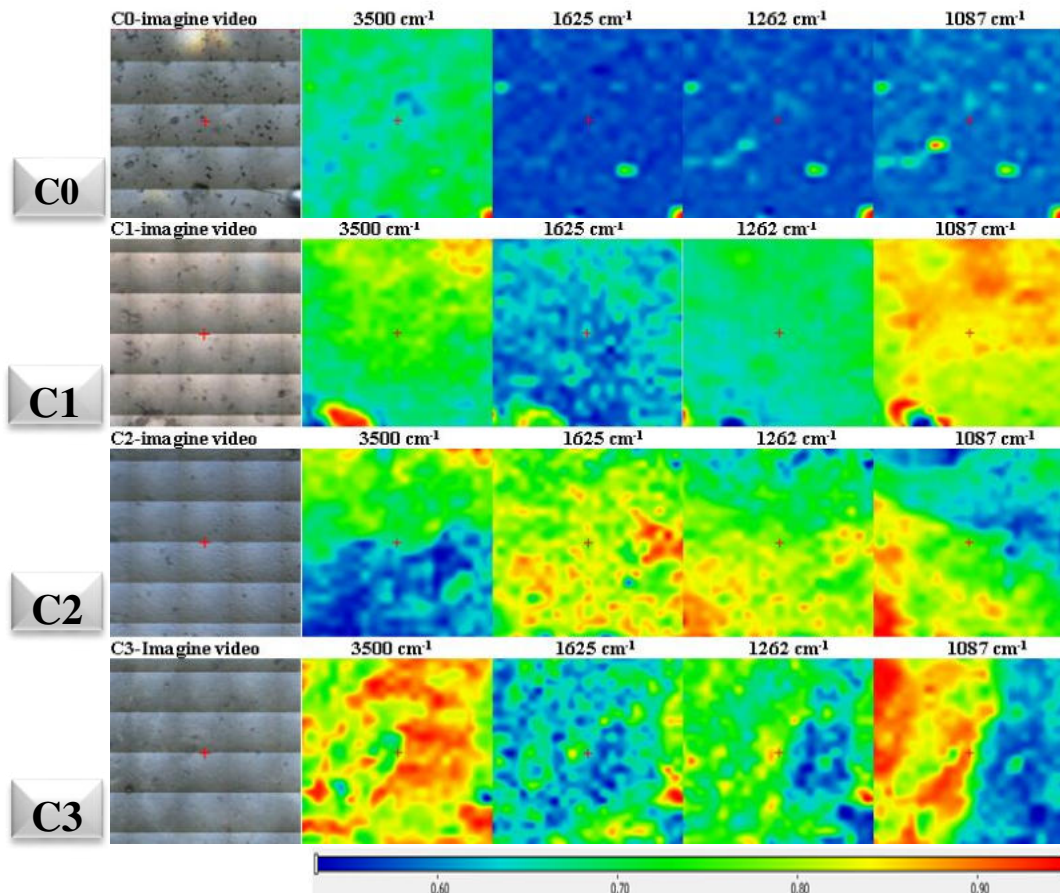 C0-imagine video 3500 cm⁻¹ 1625 cm⁻¹ 1262 cm⁻¹ 1087 cm⁻¹
C0
C1-imagine video 3500 cm⁻¹ 1625 cm⁻¹ 1262 cm⁻¹ 1087 cm⁻¹
C1
C2-imagine video 3500 cm⁻¹ 1625 cm⁻¹ 1262 cm⁻¹ 1087 cm⁻¹
C2
C3-Imagine video 3500 cm⁻¹ 1625 cm⁻¹ 1262 cm⁻¹ 1087 cm⁻¹
C3
0.60 0.70 0.80 0.90